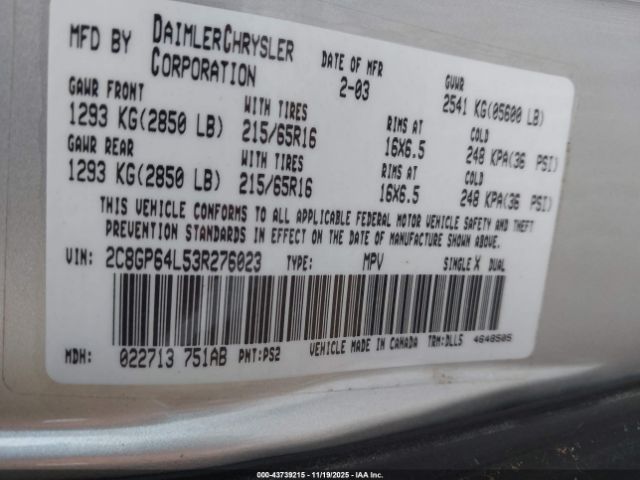 MFD BY DAIMLERCHRYSLER CORPORATION DATE OF MFR 2-03 GVWR 2541 KG(05600 LB)
GAWR FRONT WITH TIRES RIMS AT COLD
1293 KG(2850 LB) 215/65R16 16X6.5 248 KPA(36 PSI)
GAWR REAR WITH TIRES RIMS AT COLD
1293 KG(2850 LB) 215/65R16 16X6.5 248 KPA(36 PSI)
THIS VEHICLE CONFORMS TO ALL APPLICABLE FEDERAL MOTOR VEHICLE SAFETY AND THEFT
PREVENTION STANDARDS IN EFFECT ON THE DATE OF MANUFACTURE SHOWN ABOVE.
VIN: 2C8GP64L53R276023 TYPE: MPV SINGLE X DUAL
MDH: 022713 751AB PNT:PS2 VEHICLE MADE IN CANADA TRM:DLL5 4648505
00-43739215 - 11/19/2025 - IAAI.COM